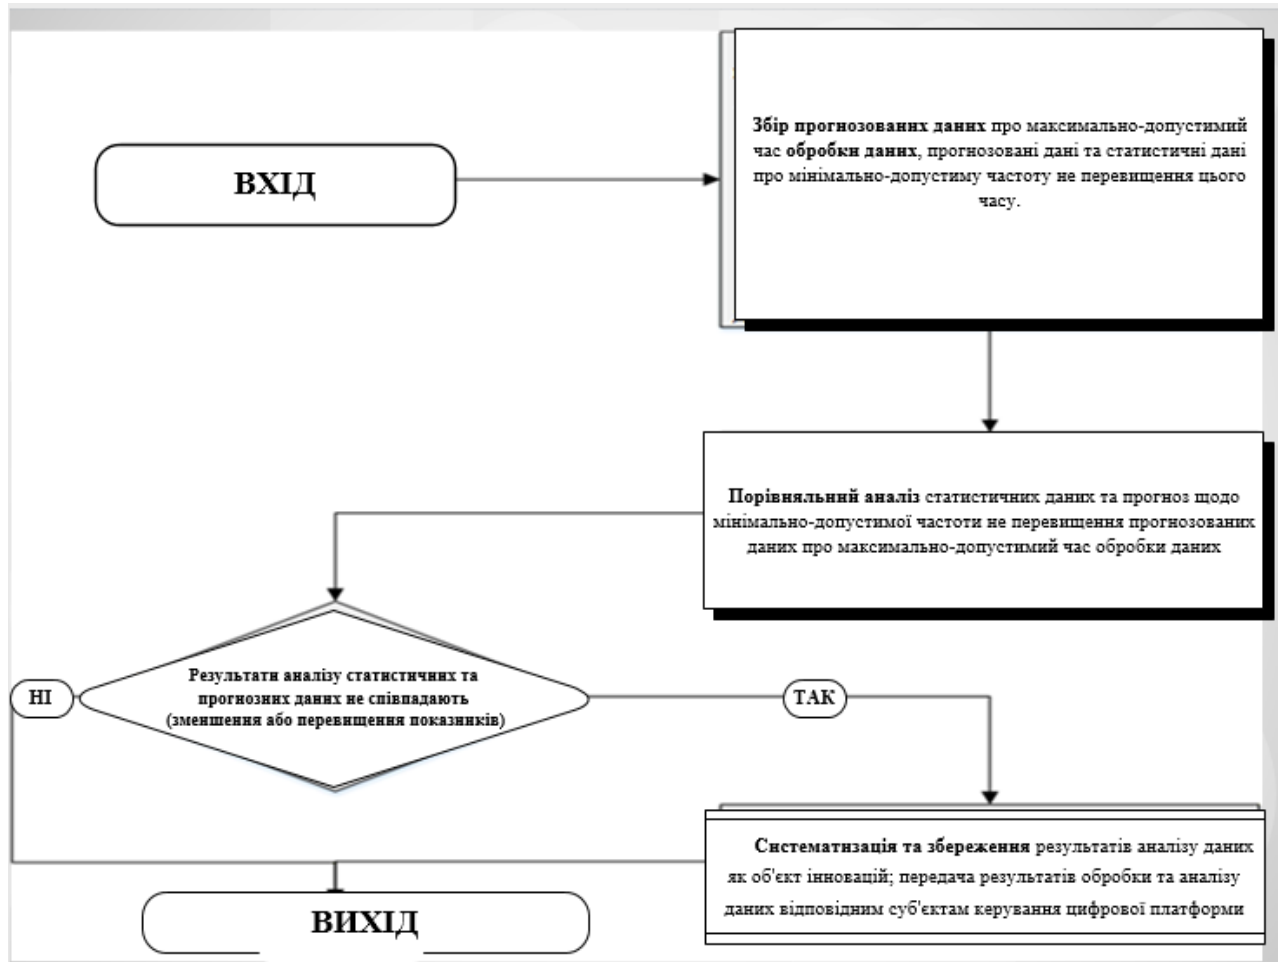 ВХІД
Збір прогнозованих даних про максимально-допустимий
час обробки даних, прогнозовані дані та статистичні дані
про мінімально-допустиму частоту не перевищення цього
часу.
Порівняльний аналіз статистичних даних та прогноз щодо
мінімально-допустимої частоти не перевищення прогнозованих
даних про максимально-допустимий час обробки даних
Результати аналізу статистичних та
прогнозних даних не співпадають
(зменшення або перевищення показників)
НІ
ТАК
Систематизація та збереження результатів аналізу даних
як об'єкт інновацій; передача результатів обробки та аналізу
даних відповідним суб'єктам керування цифрової платформи
ВИХІД